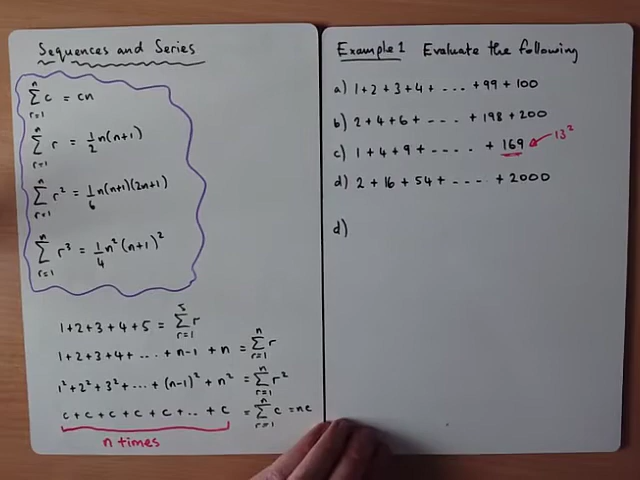 Sequences and Series
n
Σ c = cn
r=1
n
Σ r = 1/2 n(n+1)
r=1
n
Σ r² = 1/6 n(n+1)(2n+1)
r=1
n
Σ r³ = 1/4 n²(n+1)²
r=1
5
1+2+3+4+5 = Σ r
r=1
n
1+2+3+4+ .... + n-1 + n = Σ r
r=1
n
1²+2²+3²+...+(n-1)²+n² = Σ r²
r=1
n
c+c+c+c+c+..+c = Σ c = nc
r=1
n times
Example 1 Evaluate the following
a) 1+2+3+4+ .... +99+100
b) 2+4+6+ - ... +198+200
c) 1+4+9+ - .... + 169 13²
d) 2+16+54+ - - .. +2000
d)